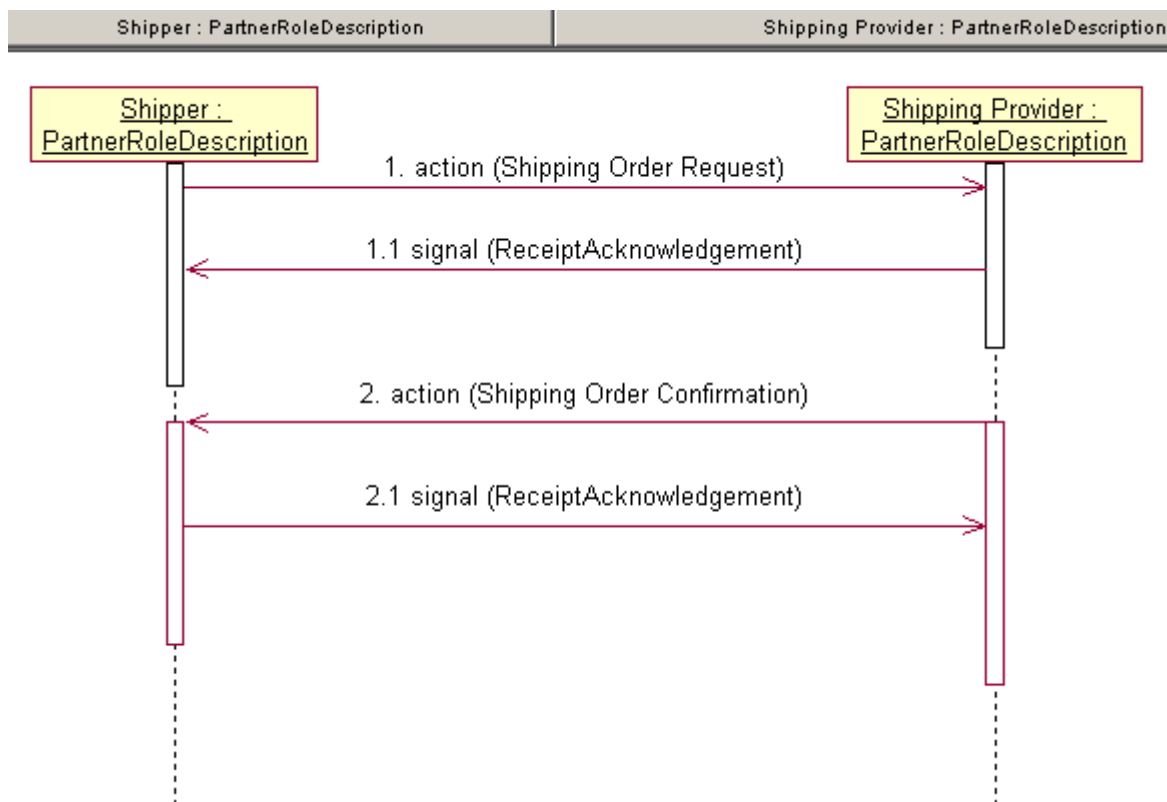 Shipper : PartnerRoleDescription
Shipping Provider : PartnerRoleDescription
Shipper :
PartnerRoleDescription
Shipping Provider :
PartnerRoleDescription
1. action (Shipping Order Request)
1.1 signal (ReceiptAcknowledgement)
2. action (Shipping Order Confirmation)
2.1 signal (ReceiptAcknowledgement)